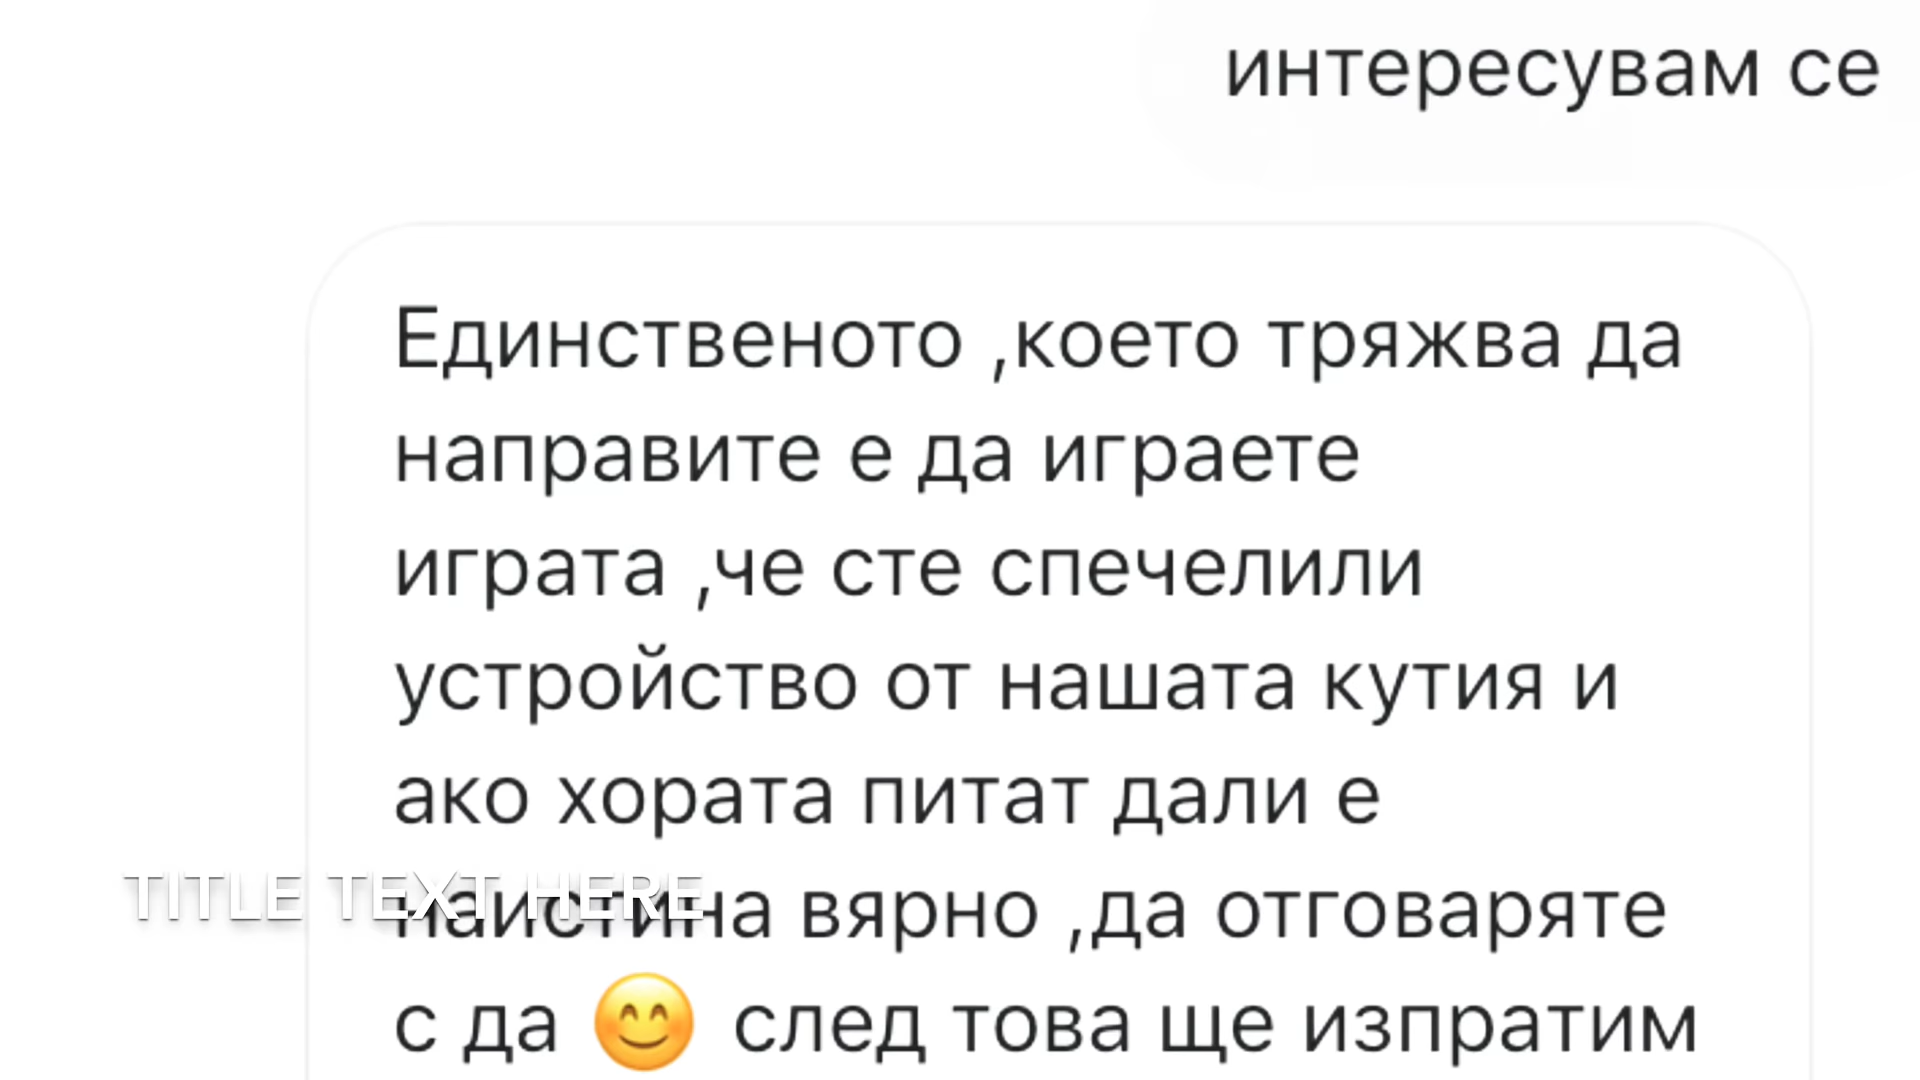 интересувам се
Единственото ,което тряжва да
направите е да играете
играта ,че сте спечелили
устройство от нашата кутия и
ако хората питат дали е
наистина вярно ,да отговаряте
TITLE TEXT HERE
с да 😊 след това ще изпратим